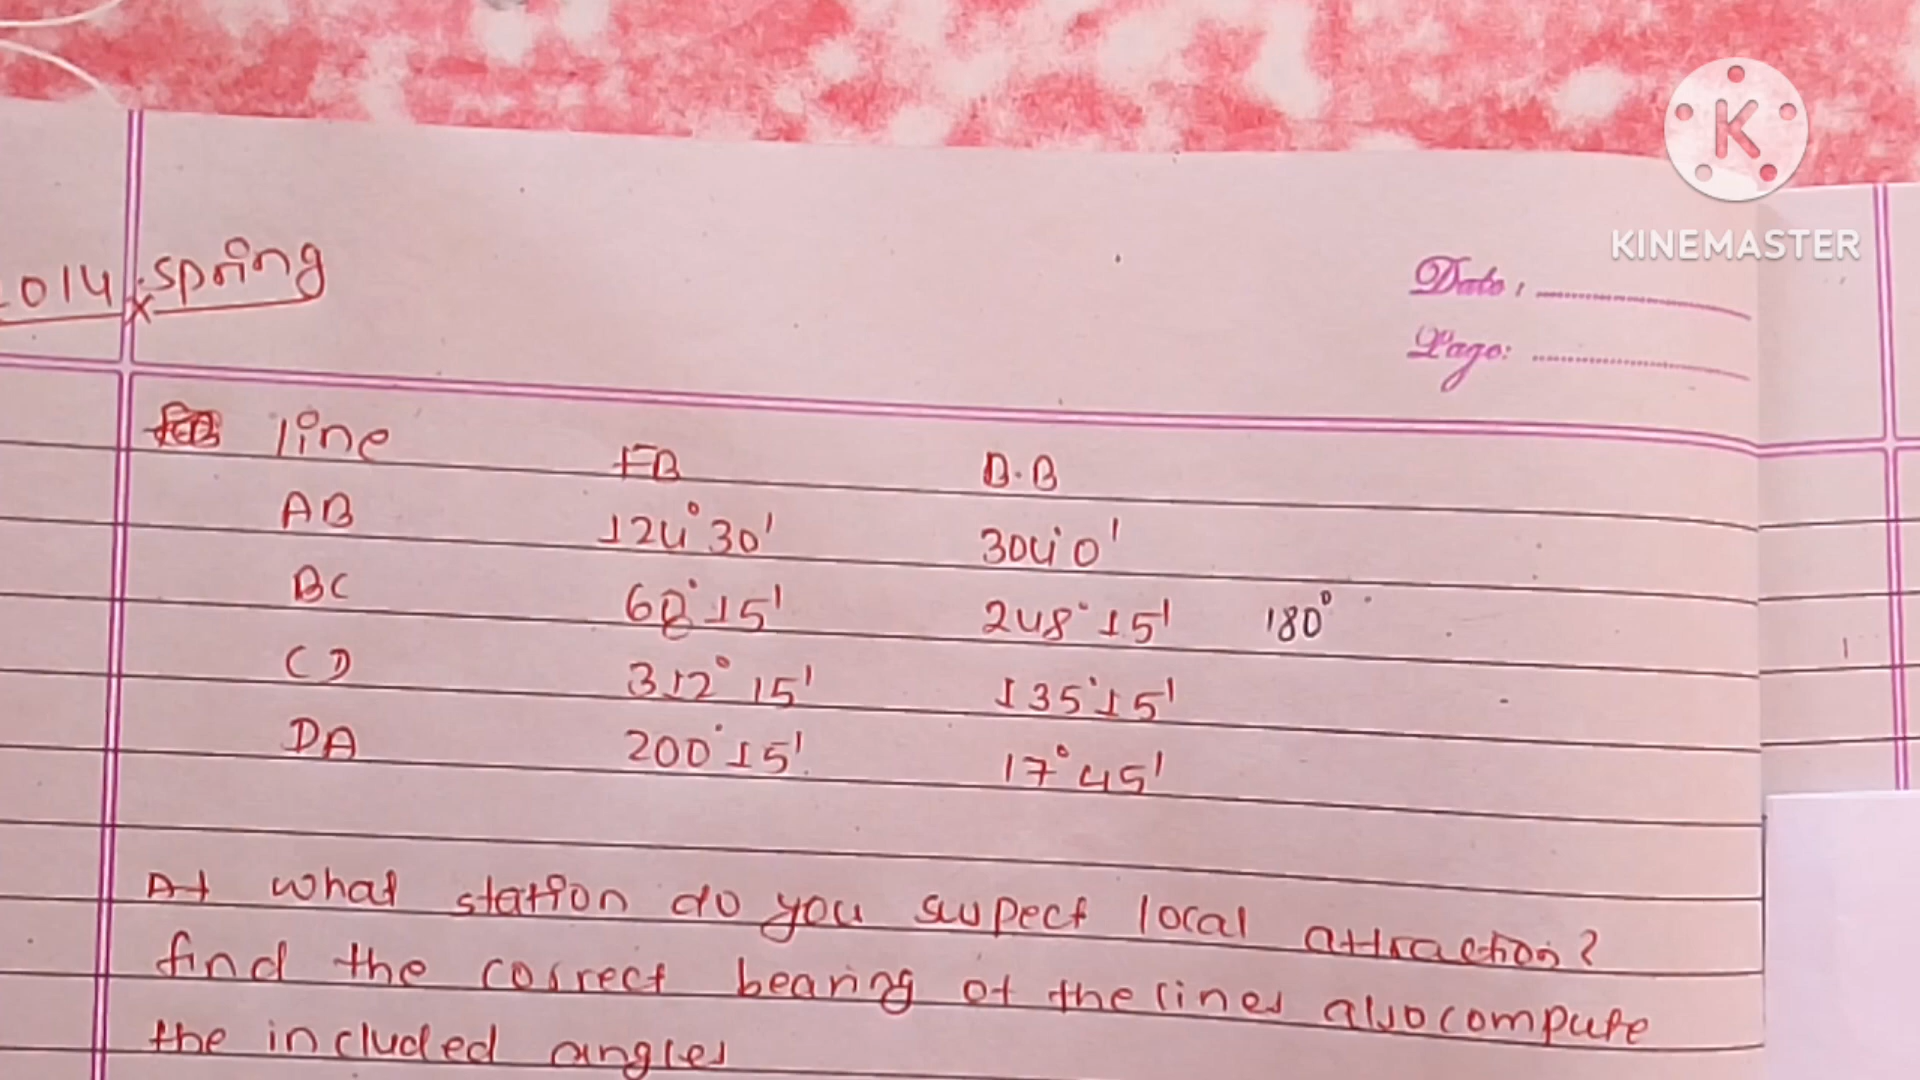 KINEMASTER
2014 spring
Date:
Page:
line FB B.B
AB 124°30' 304°0'
BC 68°15' 248°15' 180°
CD 312°15' 135°15'
DA 200°15' 17°45'
At what station do you suspect local attraction?
find the correct bearing of the lines also compute
the included angles